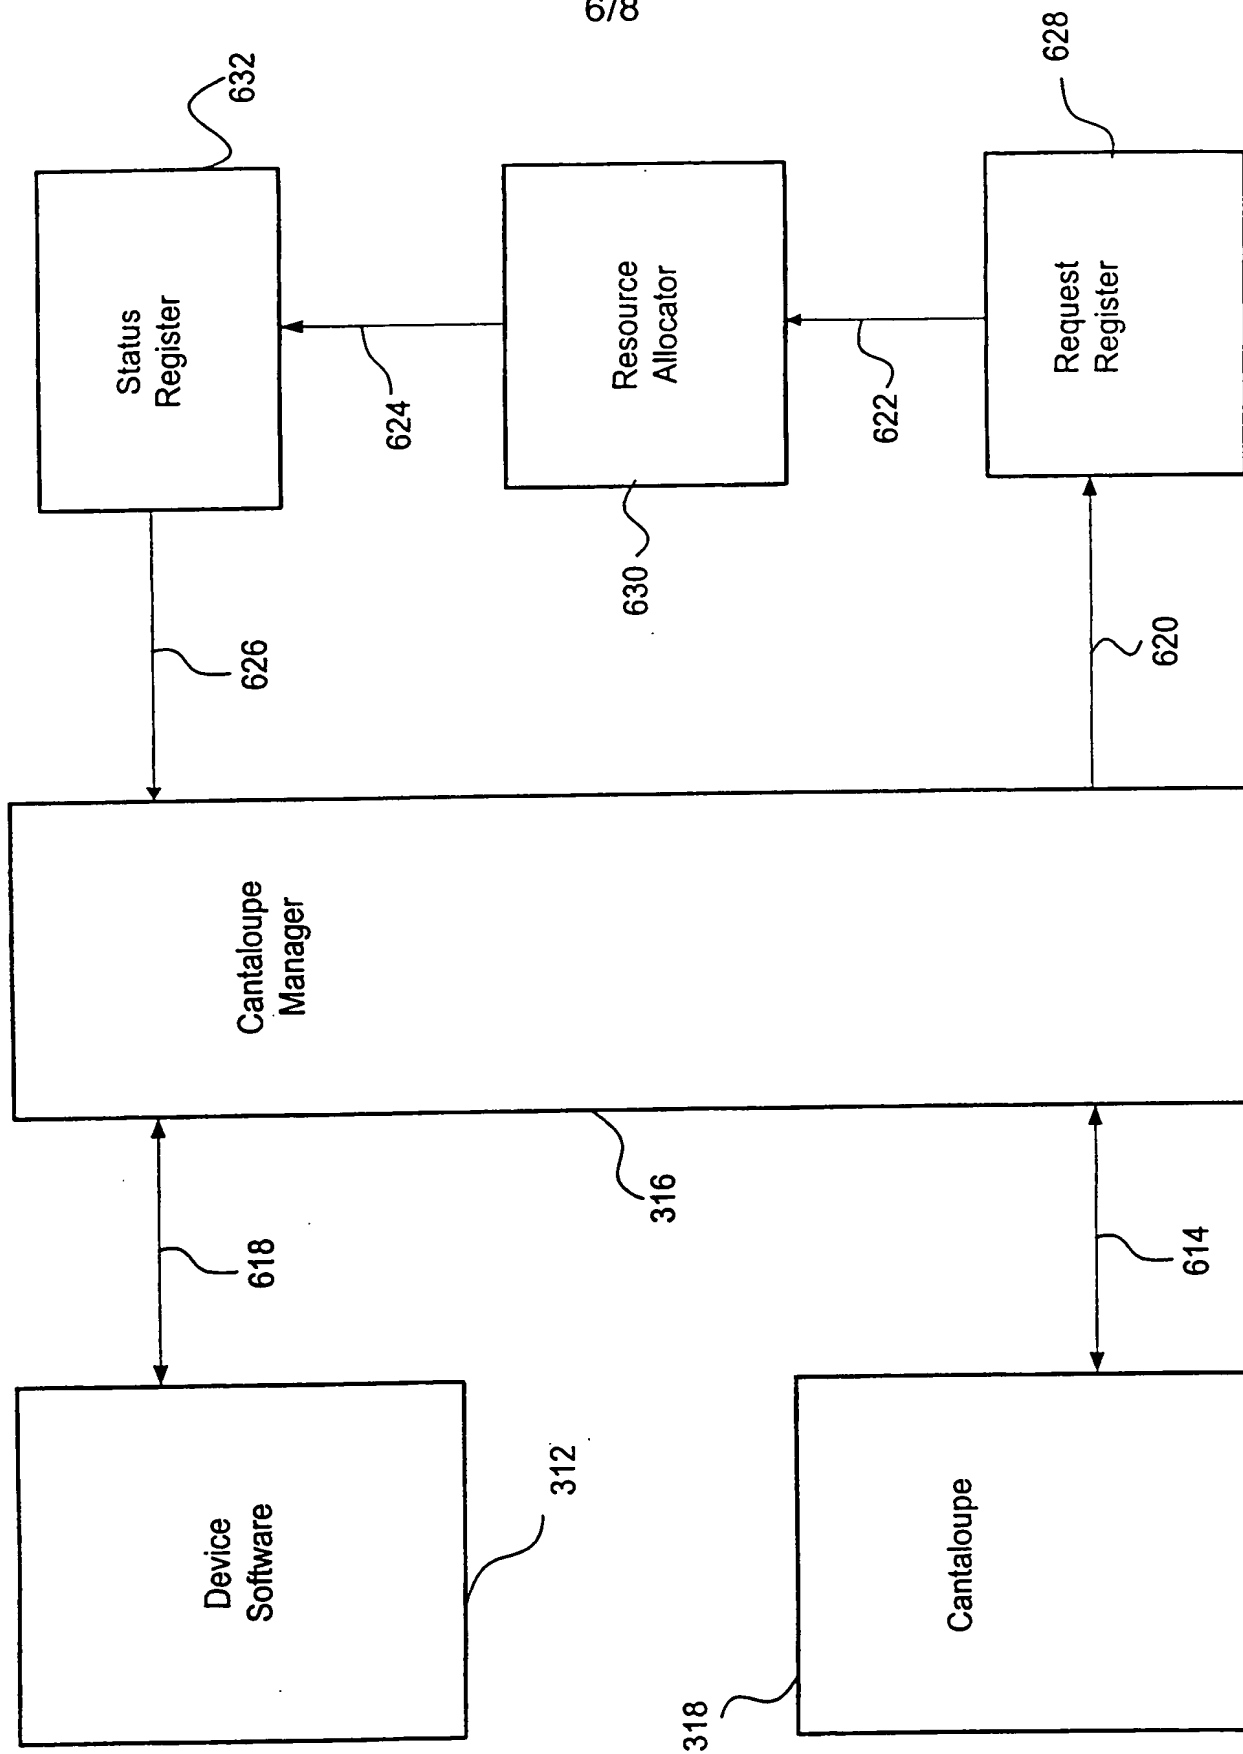 6/8
632
Status
Register
624
626
Resource
Allocator
630
622
628
Request
Register
620
Cantaloupe
Manager
316
618
614
Device
Software
312
Cantaloupe
318